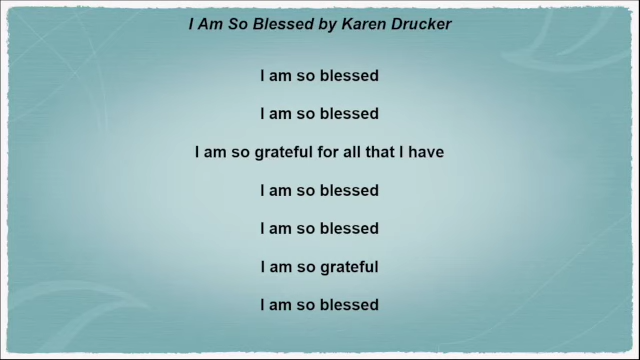 I Am So Blessed by Karen Drucker
I am so blessed
I am so blessed
I am so grateful for all that I have
I am so blessed
I am so blessed
I am so grateful
I am so blessed